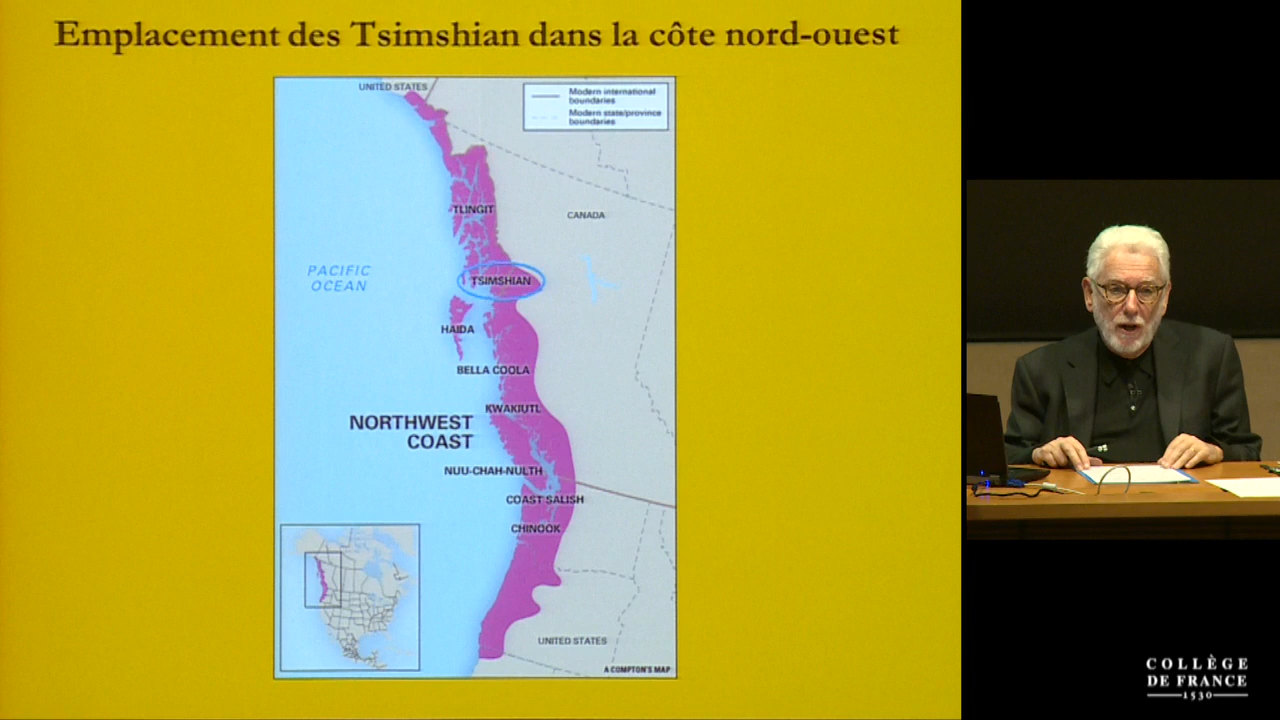 Emplacement des Tsimshian dans la côte nord-ouest
UNITED STATES
Modern international
boundaries
Modern state/province
boundaries
TLINGIT
CANADA
PACIFIC
OCEAN
TSIMSHIAN
HAIDA
BELLA COOLA
KWAKIUTL
NORTHWEST
COAST
NUU-CHAH-NULTH
COAST SALISH
CHINOOK
UNITED STATES
A COMPTON'S MAP
COLLÈGE
DE FRANCE
1530